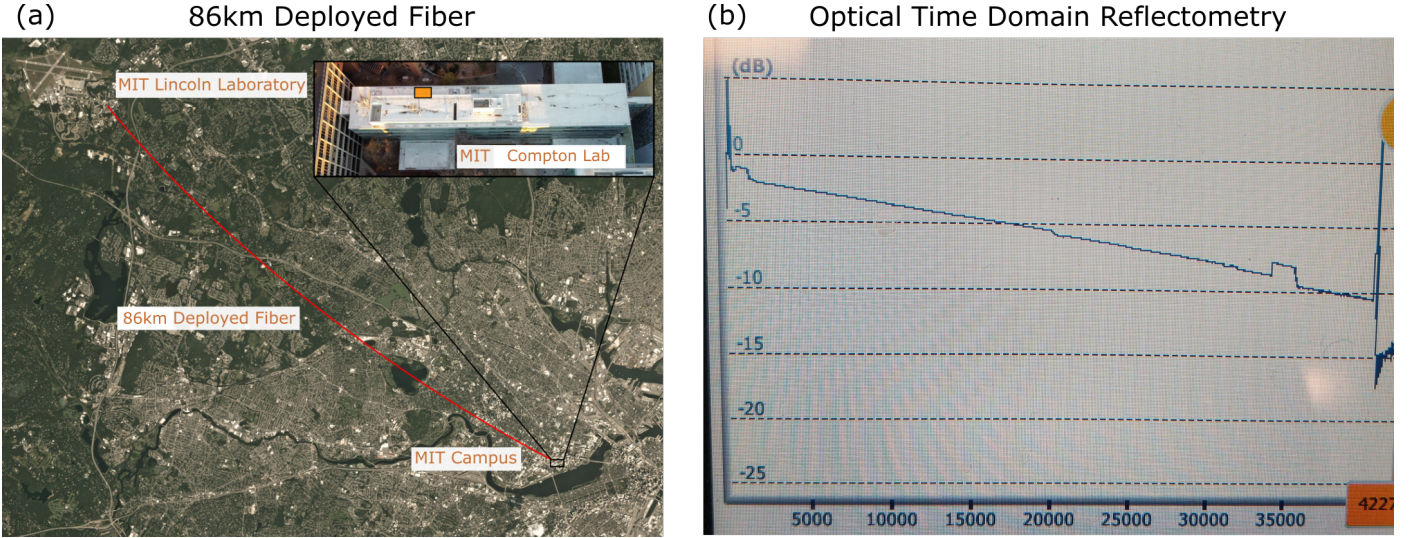 (a) 86km Deployed Fiber
MIT Lincoln Laboratory
MIT Compton Lab
86km Deployed Fiber
MIT Campus
(b) Optical Time Domain Reflectometry
(dB)
0
-5
-10
-15
-20
-25
5000 10000 15000 20000 25000 30000 35000 4227